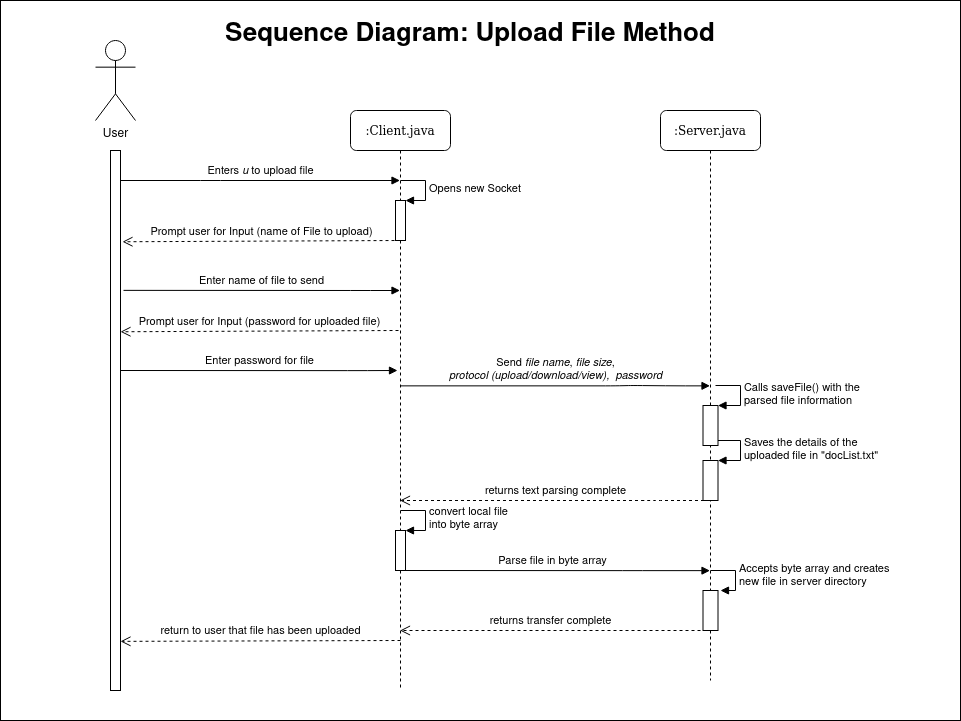 Sequence Diagram: Upload File Method
User
:Client.java
:Server.java
Enters u to upload file
Opens new Socket
Prompt user for Input (name of File to upload)
Enter name of file to send
Prompt user for Input (password for uploaded file)
Enter password for file
Send file name, file size,
protocol (upload/download/view), password
Calls saveFile() with the
parsed file information
Saves the details of the
uploaded file in "docList.txt"
returns text parsing complete
convert local file
into byte array
Parse file in byte array
Accepts byte array and creates
new file in server directory
returns transfer complete
return to user that file has been uploaded